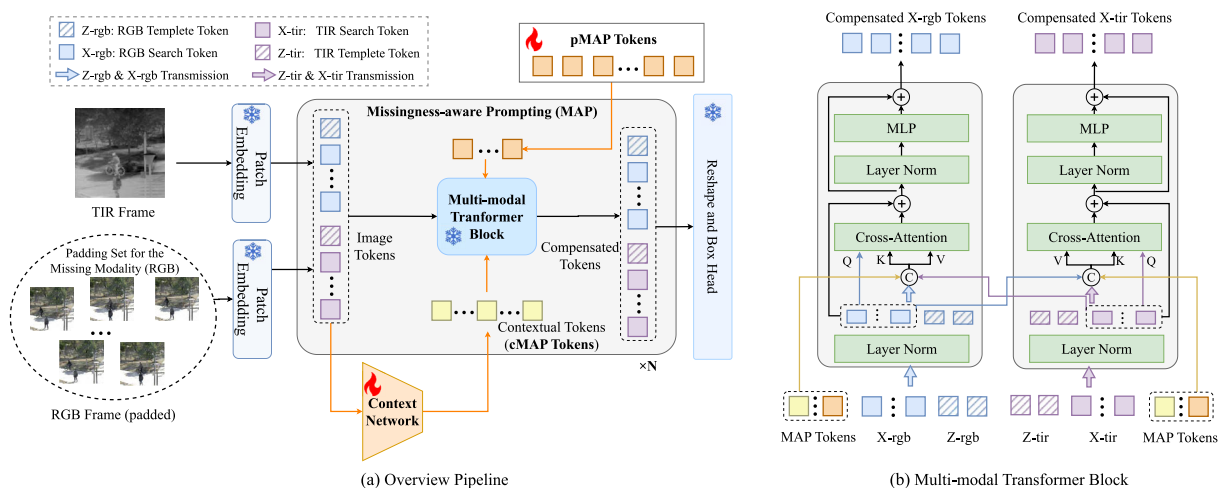 Z-rgb: RGB Templete Token
X-tir: TIR Search Token
X-rgb: RGB Search Token
Z-tir: TIR Templete Token
Z-rgb & X-rgb Transmission
Z-tir & X-tir Transmission
pMAP Tokens
TIR Frame
Patch
Embedding
Missingness-aware Prompting (MAP)
Multi-modal
Tranformer
Block
Image
Tokens
Compensated
Tokens
Contextual Tokens
(cMAP Tokens)
×N
Reshape and Box Head
Padding Set for the
Missing Modality (RGB)
RGB Frame (padded)
Patch
Embedding
Context
Network
(a) Overview Pipeline
Compensated X-rgb Tokens
Compensated X-tir Tokens
MLP
MLP
Layer Norm
Layer Norm
Cross-Attention
Cross-Attention
Q
K
V
V
K
Q
C
C
Layer Norm
Layer Norm
MAP Tokens
X-rgb
Z-rgb
Z-tir
X-tir
MAP Tokens
(b) Multi-modal Transformer Block